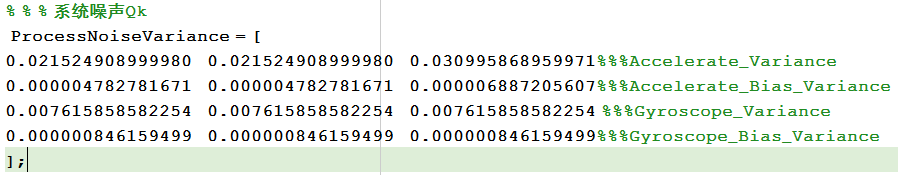 % % % 系统噪声Qk
ProcessNoiseVariance = [
0.021524908999980 0.021524908999980 0.030995868959971%%%Accelerate_Variance
0.000004782781671 0.000004782781671 0.000006887205607%%%Accelerate_Bias_Variance
0.007615858582254 0.007615858582254 0.007615858582254 %%%Gyroscope_Variance
0.000000846159499 0.000000846159499 0.000000846159499%%%Gyroscope_Bias_Variance
];